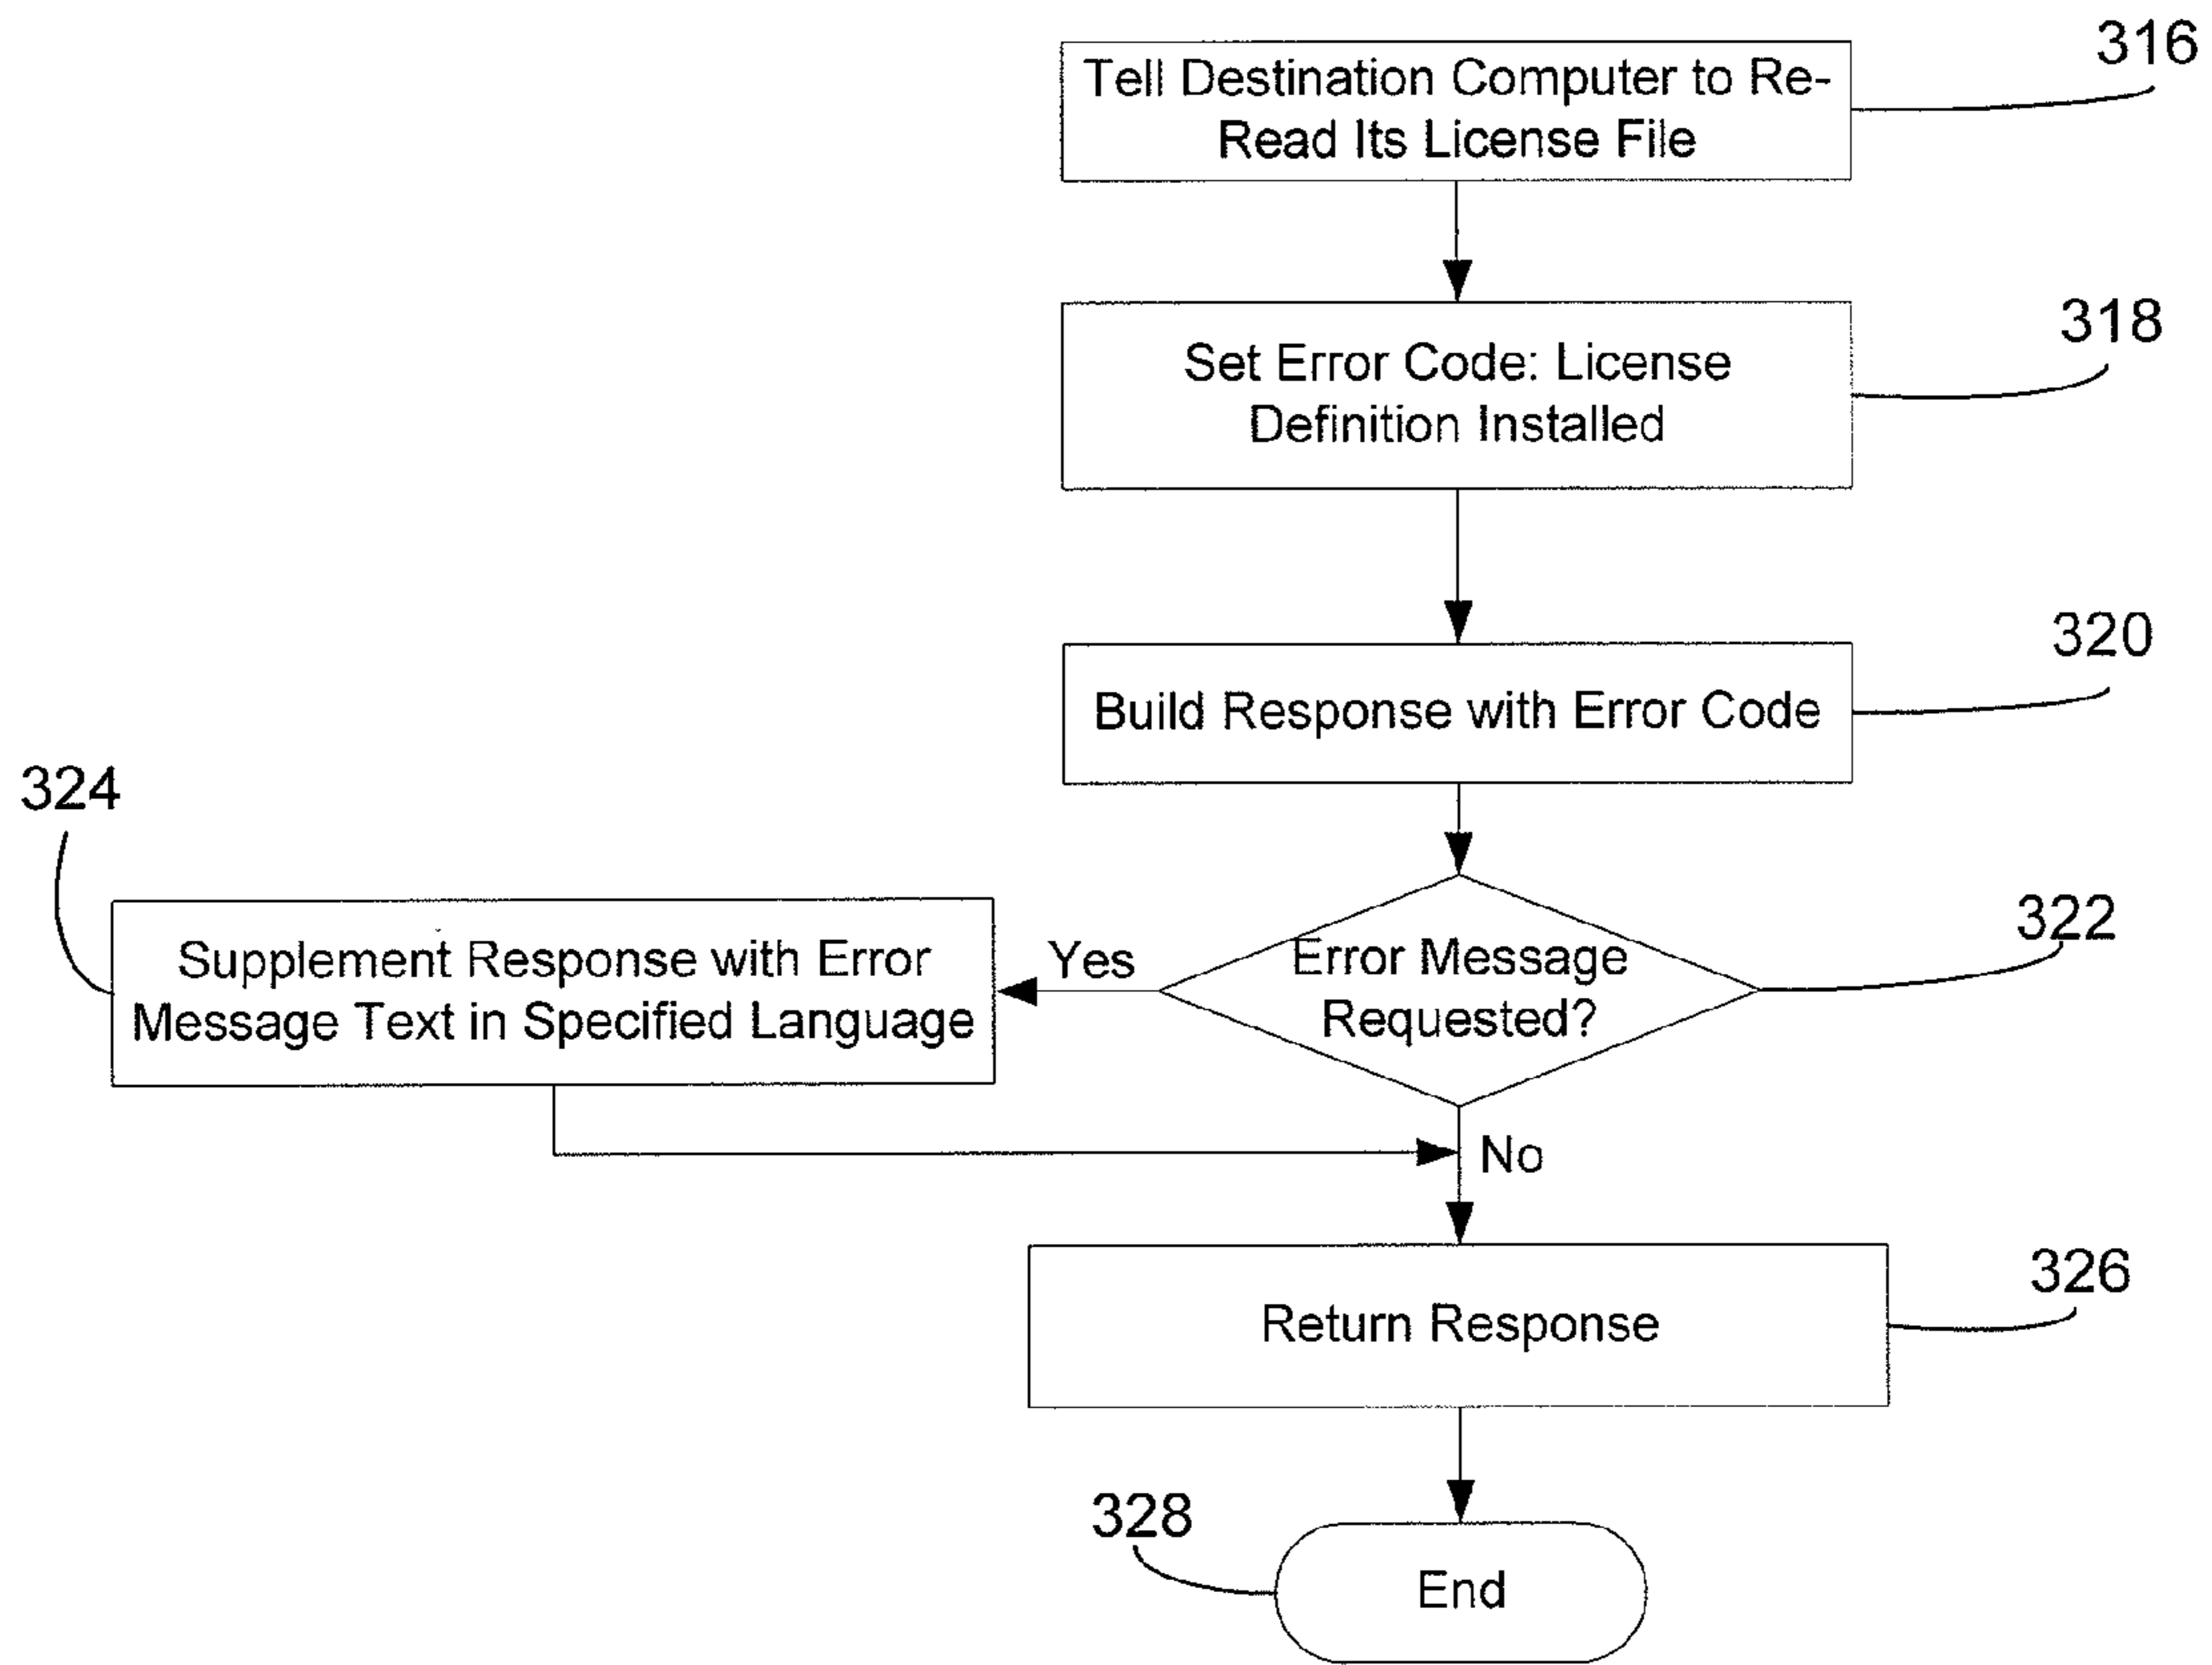 316
Tell Destination Computer to Re-
Read Its License File
318
Set Error Code: License
Definition Installed
320
Build Response with Error Code
324
322
Supplement Response with Error
Message Text in Specified Language
Yes
Error Message
Requested?
No
326
Return Response
328
End